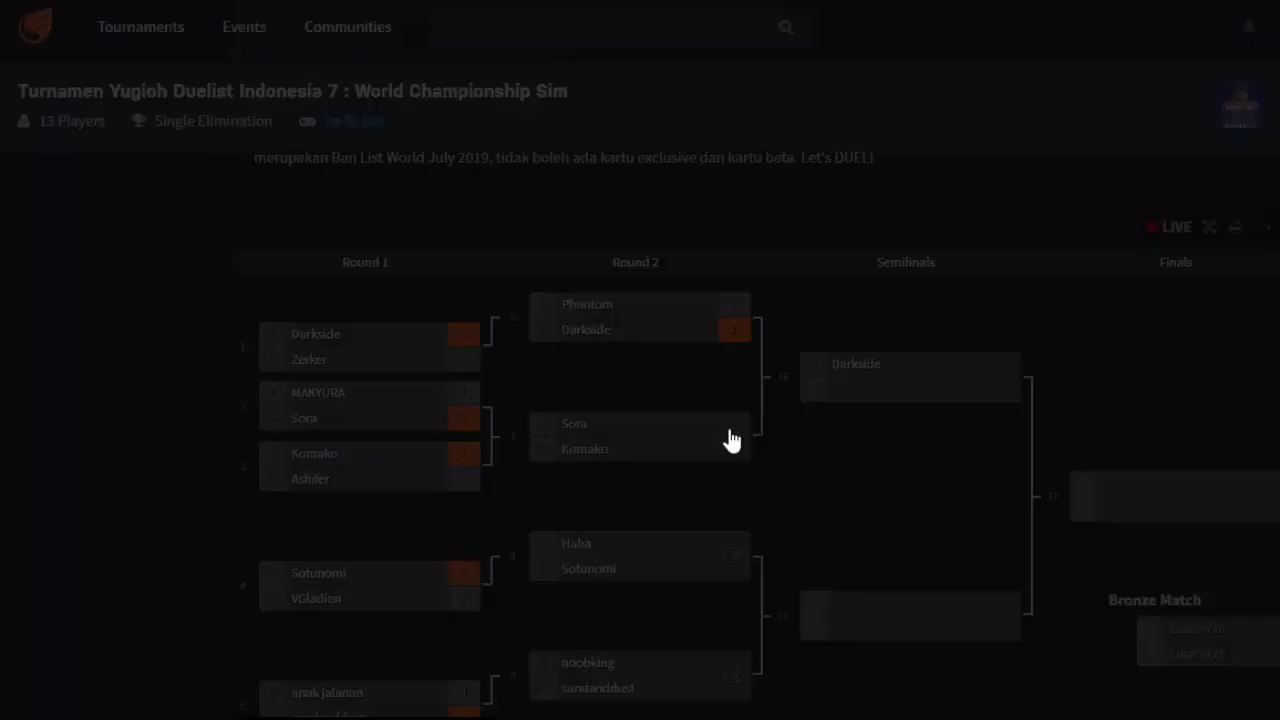 Tournaments
Events
Communities
Turnamen Yugioh Duelist Indonesia 7 : World Championship Sim
13 Players
Single Elimination
merupakan Ban List World July 2019, tidak boleh ada kartu exclusive dan kartu beta. Let's DUEL!
LIVE
Round 1
Round 2
Semifinals
Finals
Darkside
Zerker
MAKYURA
Sora
Komako
Ashifer
Sotunomi
VGladion
anak jalanan
Phantom
Darkside 2
Sora
Komako
Haha
Sotunomi
noobking
sandanddust
Darkside
Bronze Match